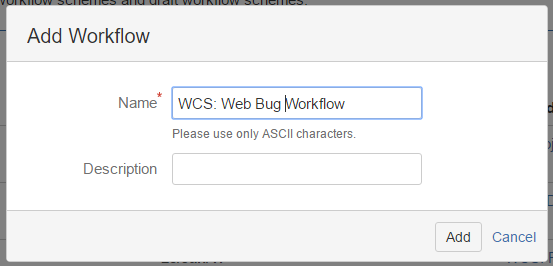 workflow schemes and draft workflow schemes.
Add Workflow
Name*
WCS: Web Bug Workflow
Please use only ASCII characters.
Description
Add Cancel